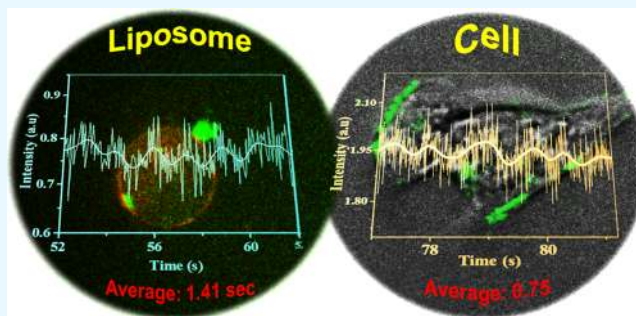 Liposome
0.9
0.8
0.7
0.6
Intensity (a.u)
52
56
60
Time (s)
Average: 1.41 sec
Cell
2.10
1.95
1.80
Intensity (a.u)
78
80
Time (s)
Average: 0.75